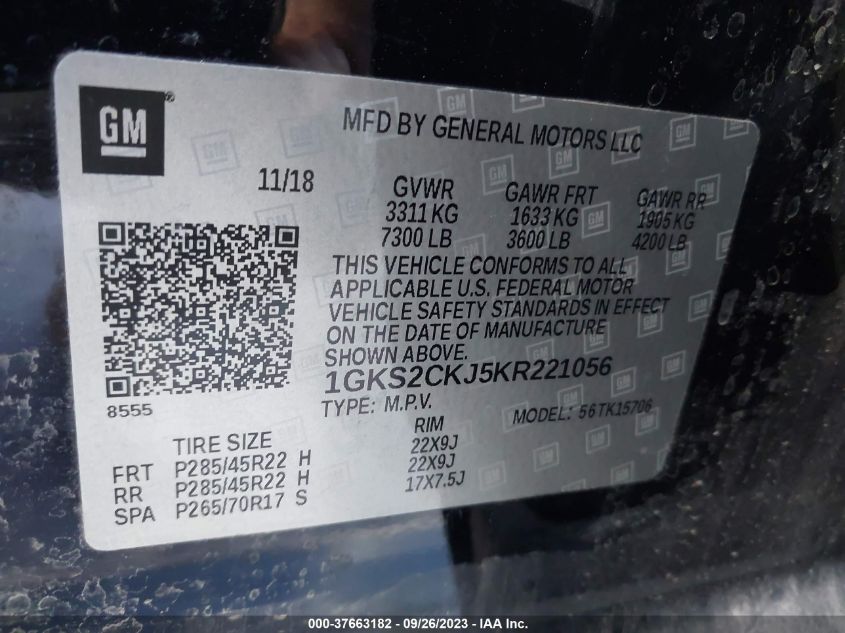 GM®
MFD BY GENERAL MOTORS LLC
11/18
GVWR GAWR FRT GAWR RR
3311 KG 1633 KG 1905 KG
7300 LB 3600 LB 4200 LB
THIS VEHICLE CONFORMS TO ALL
APPLICABLE U.S. FEDERAL MOTOR
VEHICLE SAFETY STANDARDS IN EFFECT
ON THE DATE OF MANUFACTURE
SHOWN ABOVE.
1GKS2CKJ5KR221056
8555
TYPE: M.P.V. MODEL: 56TK15706
TIRE SIZE RIM
FRT P285/45R22 H 22X9J
RR P285/45R22 H 22X9J
SPA P265/70R17 S 17X7.5J
000-37663182 - 09/26/2023 - IAA Inc.